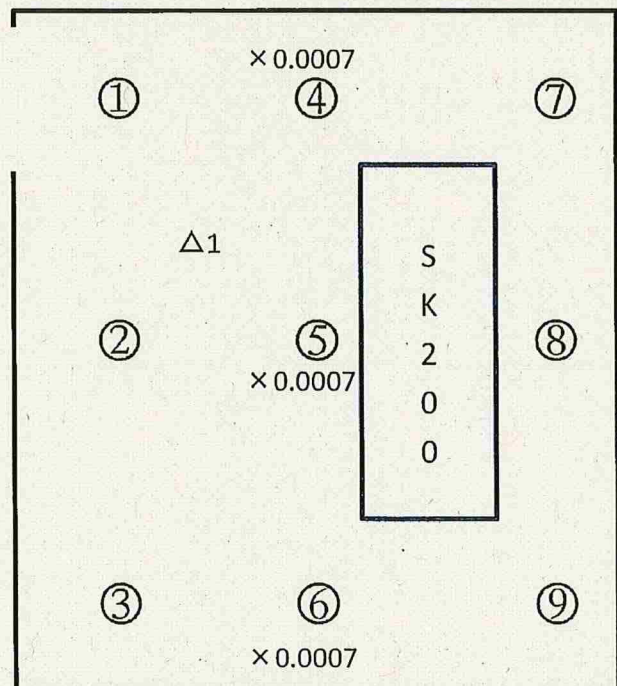 ×0.0007
① ④ ⑦
△1
② ⑤ ⑧
×0.0007
S
K
2
0
0
③ ⑥ ⑨
×0.0007